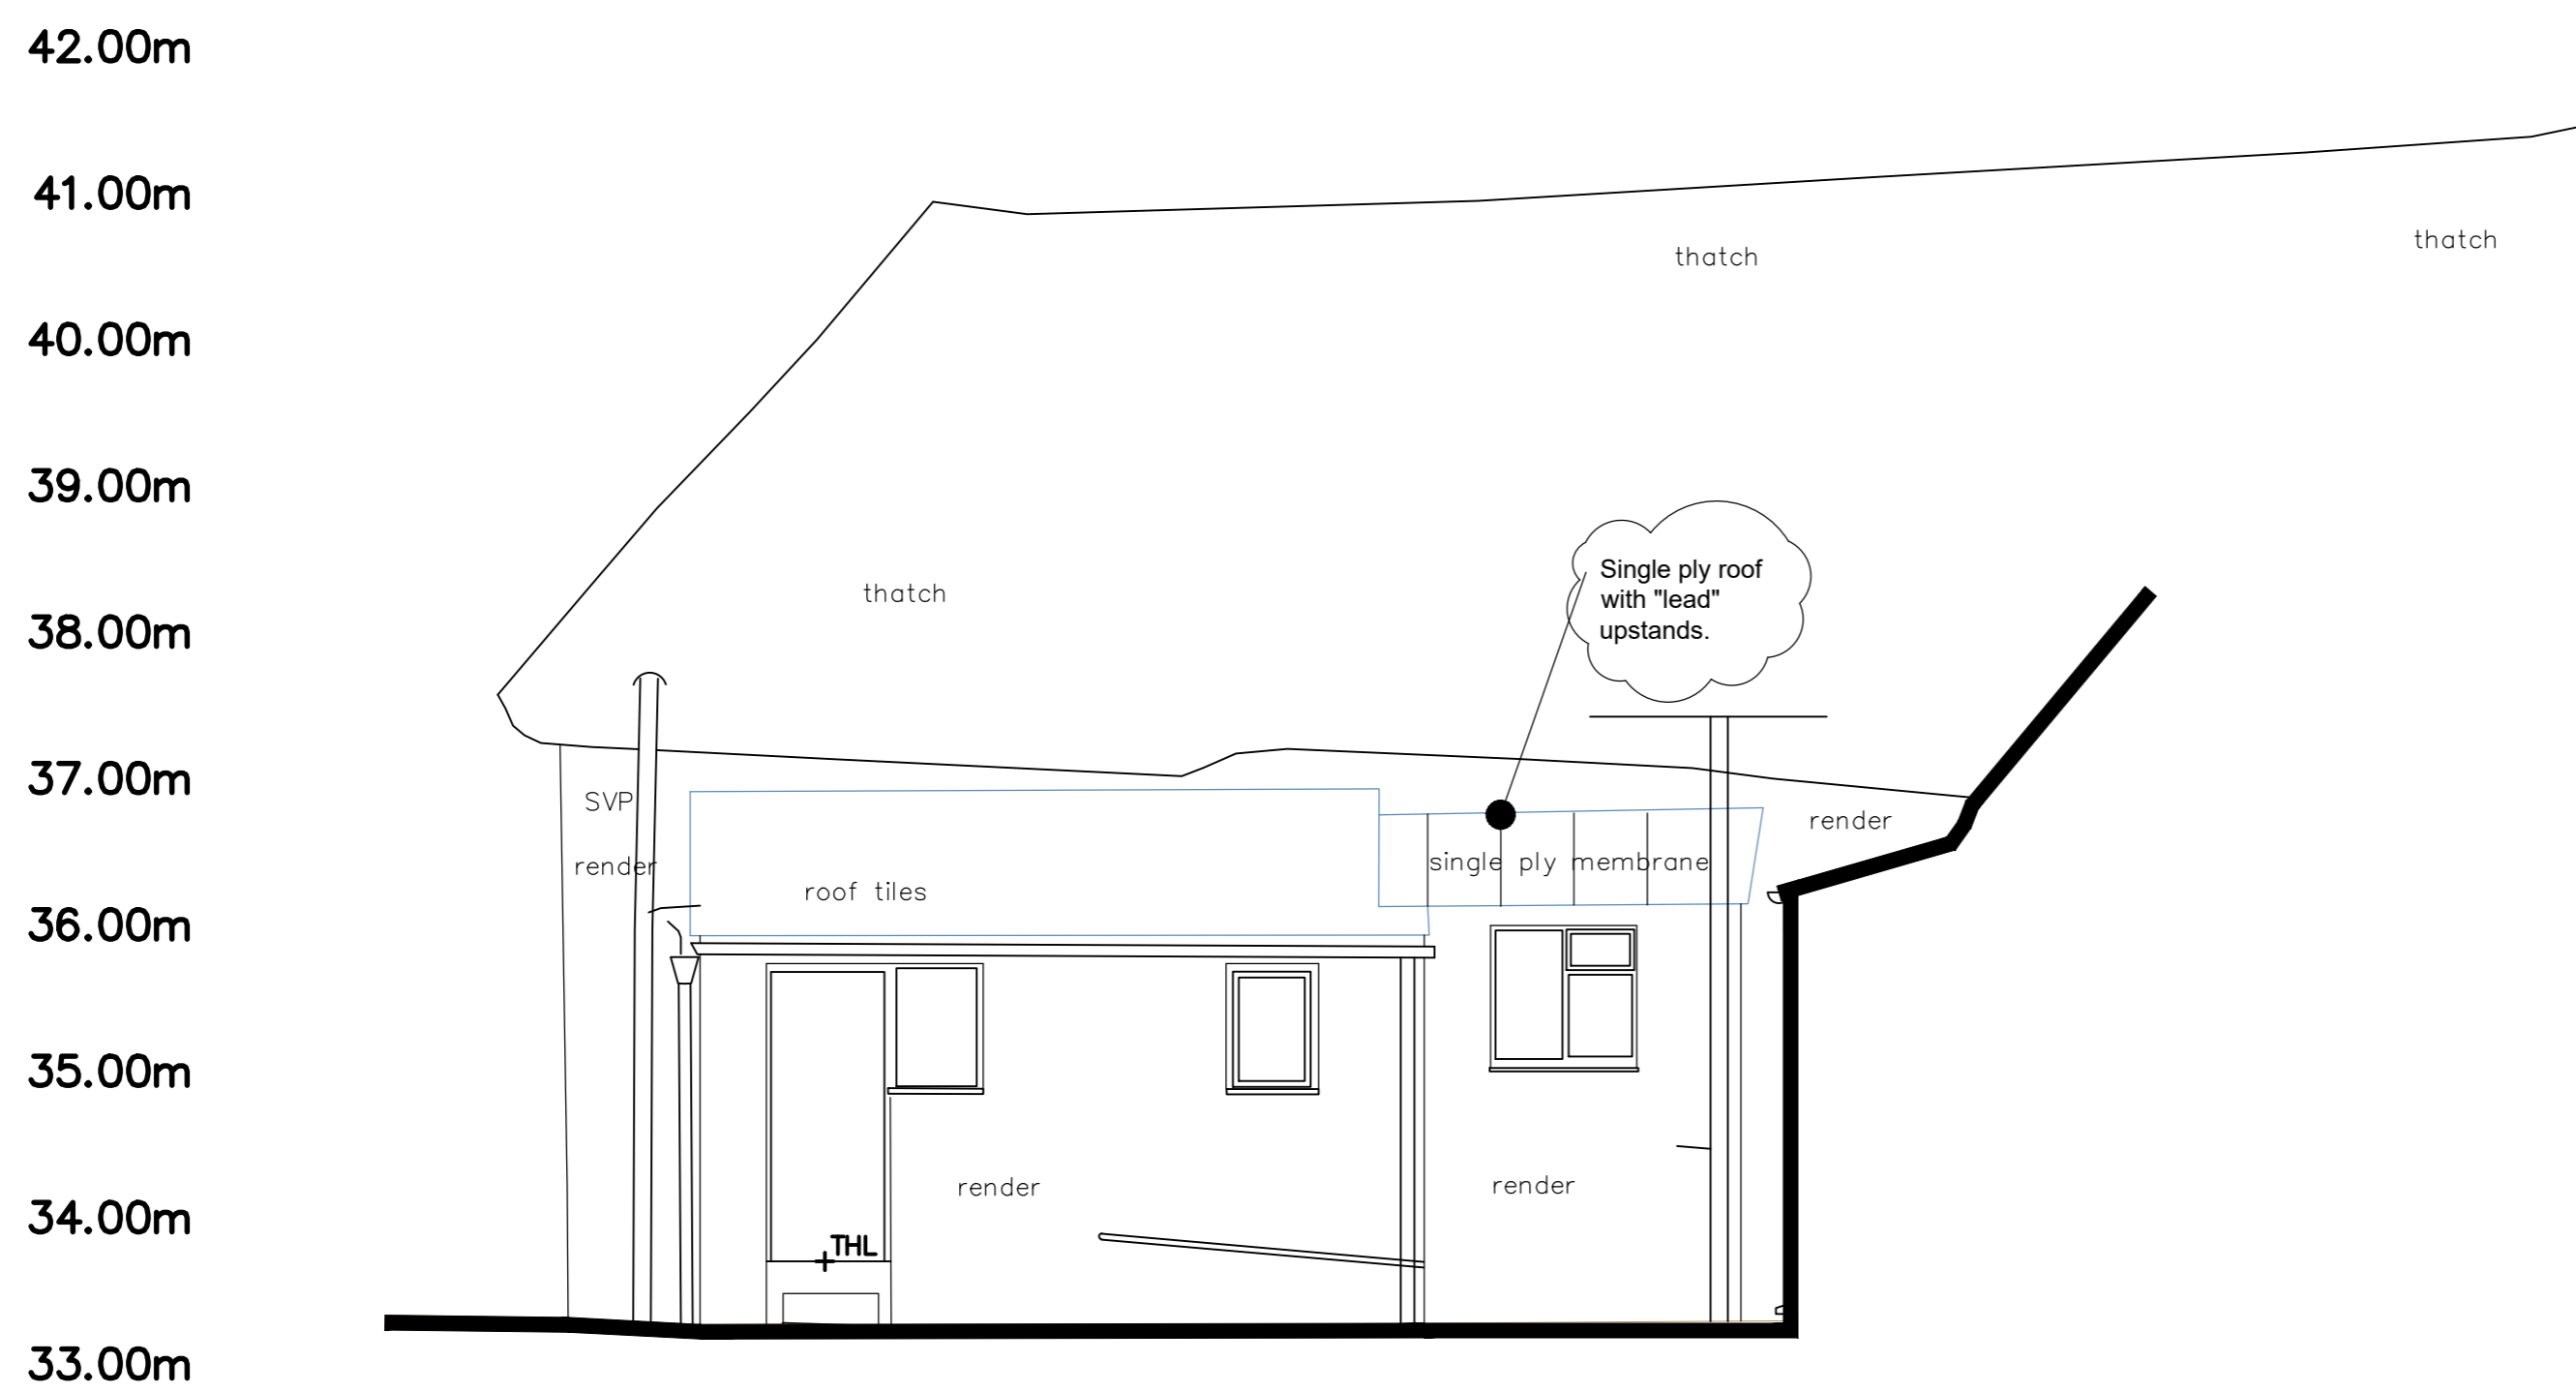 42.00m
41.00m
thatch
thatch
40.00m
39.00m
Single ply roof
with "lead"
upstands.
thatch
38.00m
37.00m
SVP
render
render
single ply membrane
roof tiles
36.00m
35.00m
render
render
34.00m
THL
33.00m